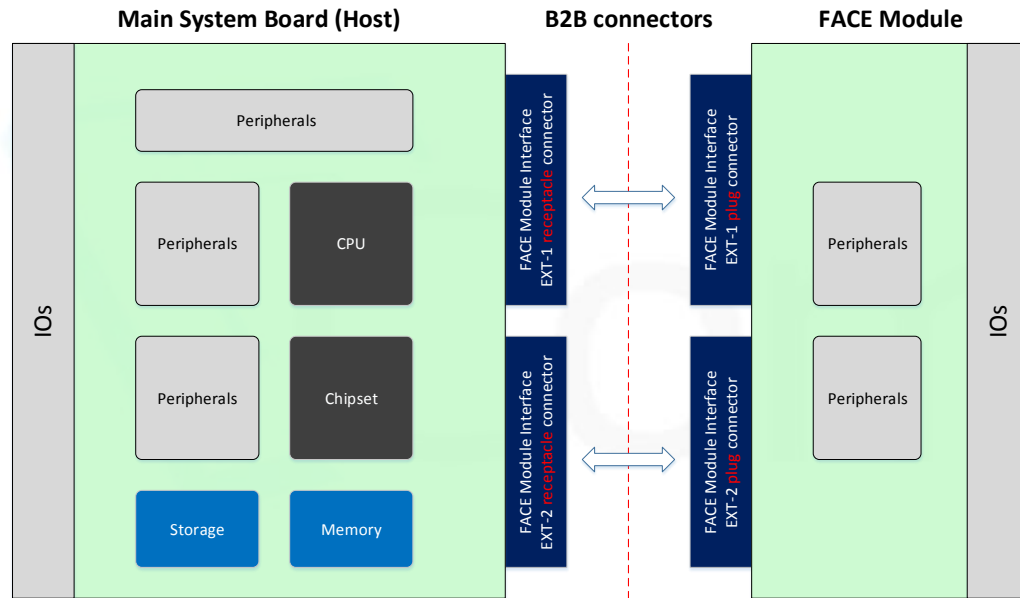 Main System Board (Host)
B2B connectors
FACE Module
IOs
Peripherals
Peripherals
CPU
Peripherals
Chipset
Storage
Memory
FACE Module Interface
EXT-1 receptacle connector
FACE Module Interface
EXT-2 receptacle connector
FACE Module Interface
EXT-1 plug connector
FACE Module Interface
EXT-2 plug connector
Peripherals
Peripherals
IOs